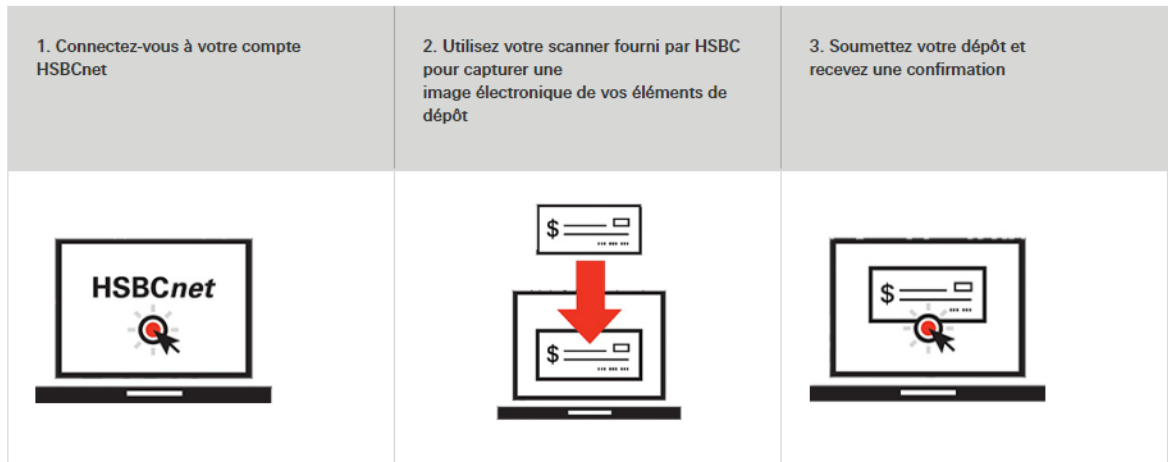 1. Connectez-vous à votre compte
HSBCnet
2. Utilisez votre scanner fourni par HSBC
pour capturer une
image électronique de vos éléments de
dépôt
3. Soumettez votre dépôt et
recevez une confirmation
HSBCnet
$
$
$